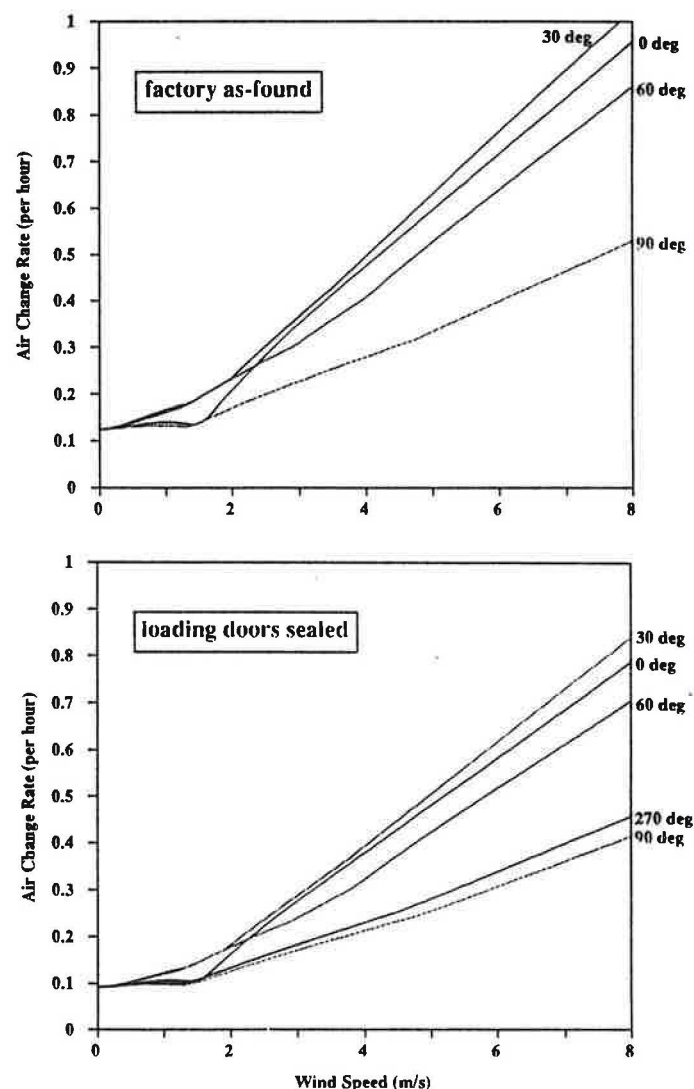 1
0.9
0.8
0.7
0.6
0.5
0.4
0.3
0.2
0.1
0
Air Change Rate (per hour)
factory as-found
30 deg
0 deg
60 deg
90 deg
0
2
4
6
8
1
0.9
0.8
0.7
0.6
0.5
0.4
0.3
0.2
0.1
0
Air Change Rate (per hour)
loading doors sealed
30 deg
0 deg
60 deg
270 deg
90 deg
0
2
4
6
8
Wind Speed (m/s)